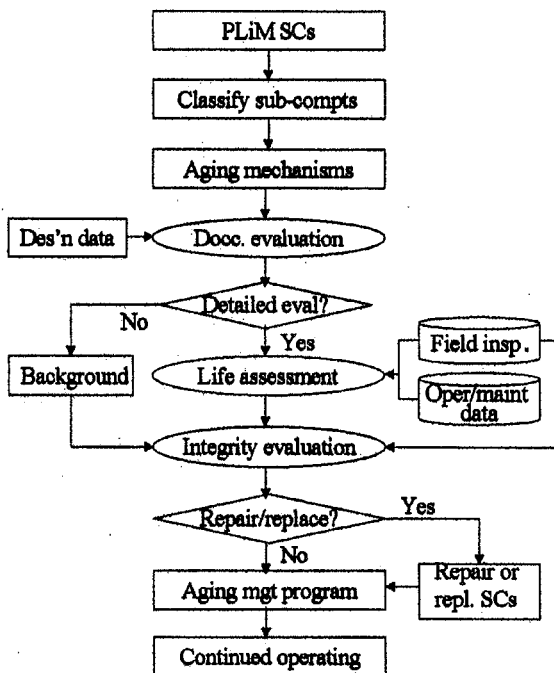 PLiM SCs
Classify sub-compts
Aging mechanisms
Des'n data
Docc. evaluation
Detailed eval?
No
Yes
Field insp.
Background
Life assessment
Oper/maint
data
Integrity evaluation
Repair/replace?
Yes
No
Aging mgt program
Repair or
repl. SCs
Continued operating